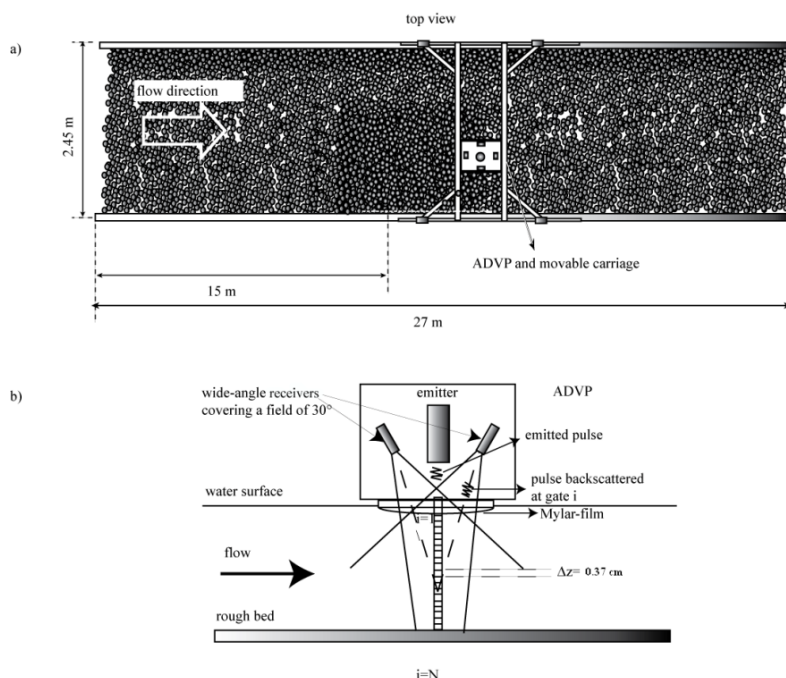 top view
a)
flow direction
2.45 m
ADVP and movable carriage
15 m
27 m
b)
wide-angle receivers
covering a field of 30°
emitter
ADVP
emitted pulse
pulse backscattered
at gate i
water surface
Mylar-film
i=1
flow
Δz= 0.37 cm
rough bed
i=N